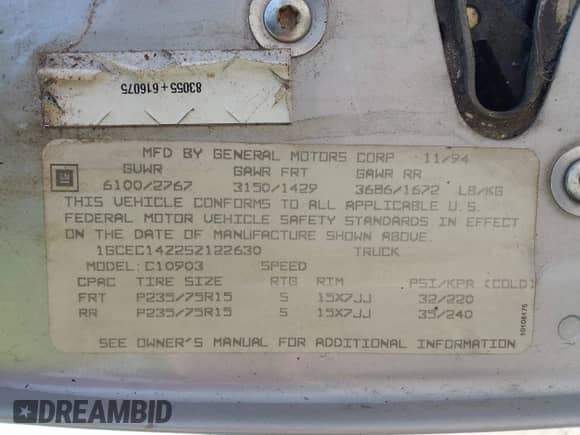 83055+616075
MFD BY GENERAL MOTORS CORP 11/94
GVWR GAWR FRT GAWR RR
GM 6100/2767 3150/1429 3686/1672 LB/KG
THIS VEHICLE CONFORMS TO ALL APPLICABLE U.S.
FEDERAL MOTOR VEHICLE SAFETY STANDARDS IN EFFECT
ON THE DATE OF MANUFACTURE SHOWN ABOVE.
1GCEC14Z2SZ122630 TRUCK
MODEL: C10903 SPEED
CPAC TIRE SIZE RTG RIM PSI/KPA (COLD)
FRT P235/75R15 S 15X7JJ 32/220
RR P235/75R15 S 15X7JJ 35/240
SEE OWNER'S MANUAL FOR ADDITIONAL INFORMATION
DREAMBID